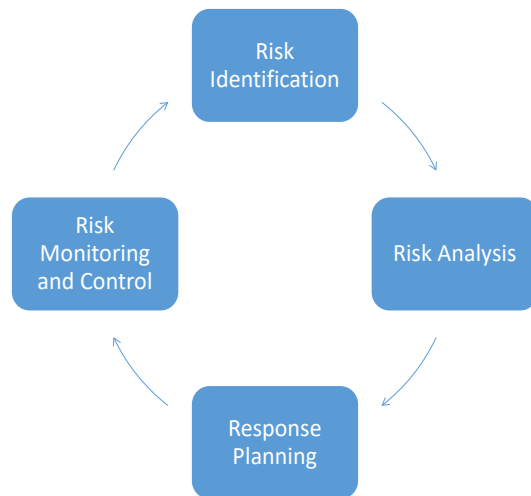 Risk
Identification
Risk Analysis
Response
Planning
Risk
Monitoring
and Control